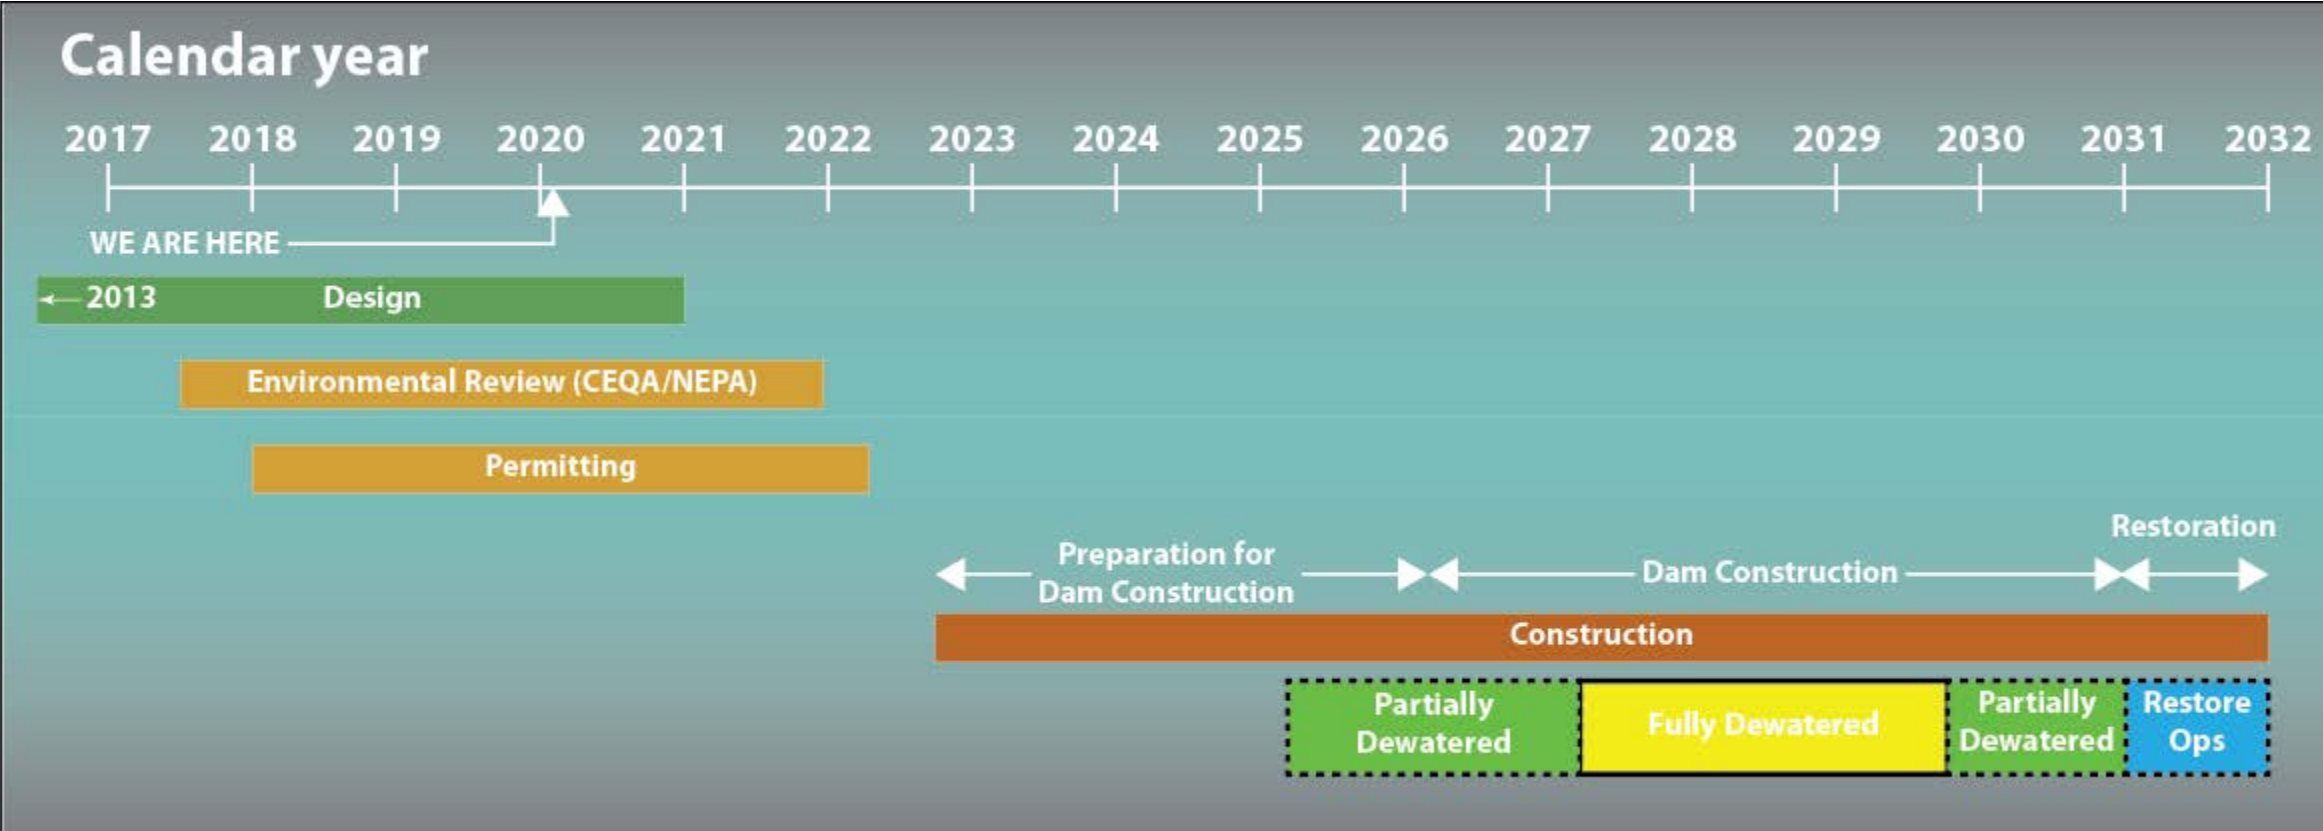 Calendar year
2017 2018 2019 2020 2021 2022 2023 2024 2025 2026 2027 2028 2029 2030 2031 2032
WE ARE HERE
2013 Design
Environmental Review (CEQA/NEPA)
Permitting
Restoration
Preparation for
Dam Construction
Dam Construction
Construction
Partially
Dewatered
Fully Dewatered
Partially
Dewatered
Restore
Ops